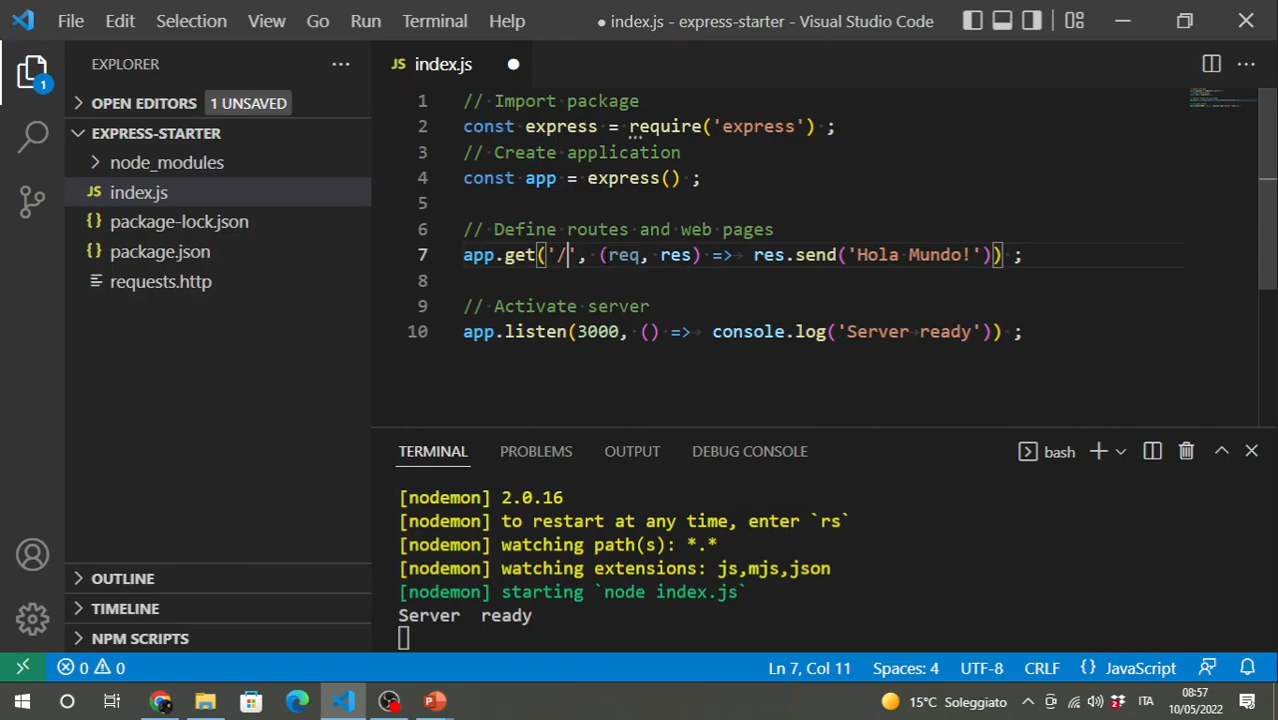 File Edit Selection View Go Run Terminal Help ● index.js - express-starter - Visual Studio Code
EXPLORER ···
JS index.js ● ···
1
OPEN EDITORS 1 UNSAVED
EXPRESS-STARTER
node_modules
JS index.js
{} package-lock.json
{} package.json
requests.http
OUTLINE
TIMELINE
NPM SCRIPTS
1 // Import package
2 const express = require('express') ;
3 // Create application
4 const app = express() ;
5
6 // Define routes and web pages
7 app.get('/', (req, res) => res.send('Hola Mundo!')) ;
8
9 // Activate server
10 app.listen(3000, () => console.log('Server ready')) ;
TERMINAL PROBLEMS OUTPUT DEBUG CONSOLE bash
[nodemon] 2.0.16
[nodemon] to restart at any time, enter `rs`
[nodemon] watching path(s): *.*
[nodemon] watching extensions: js,mjs,json
[nodemon] starting `node index.js`
Server ready
0 0 Ln 7, Col 11 Spaces: 4 UTF-8 CRLF {} JavaScript
15°C Soleggiato ITA 08:57
10/05/2022